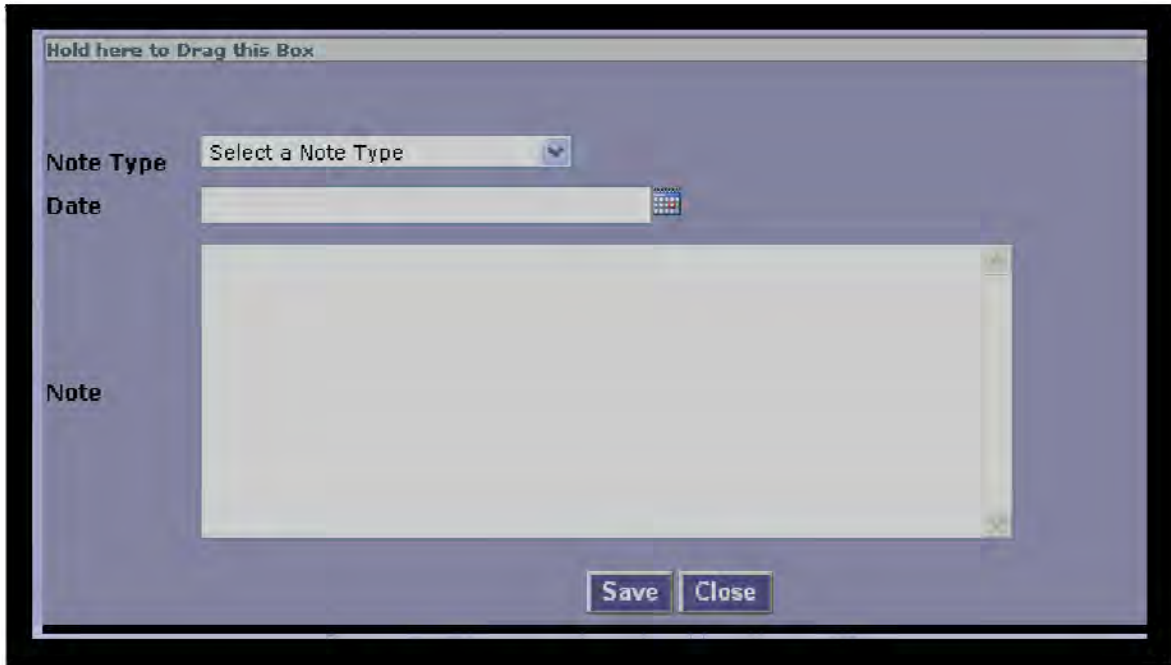 Hold here to Drag this Box
Note Type Select a Note Type
Date
Note
Save Close